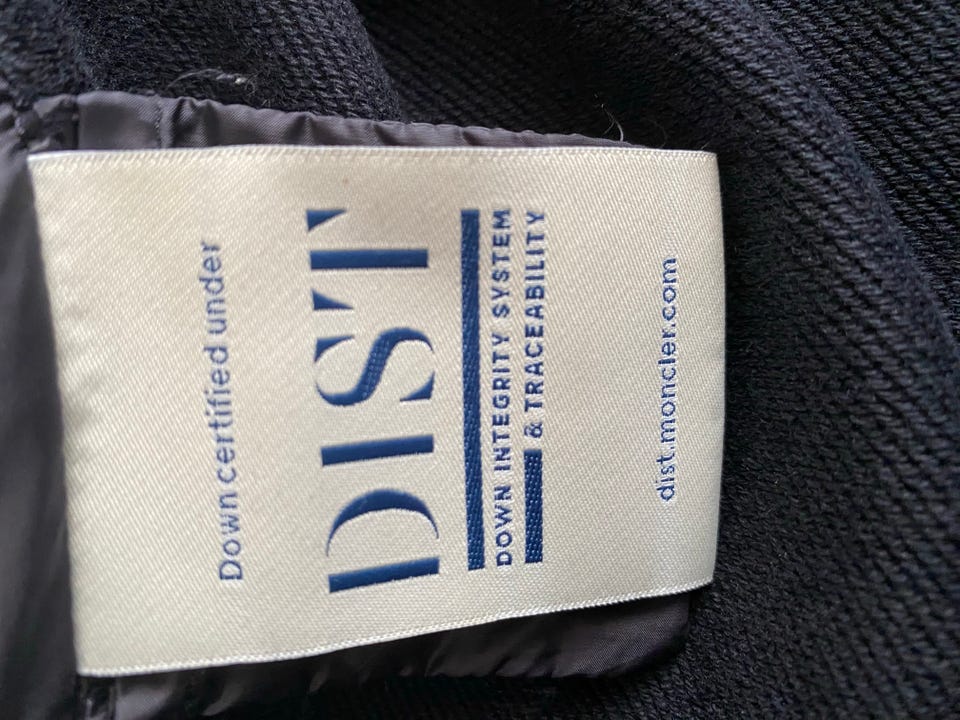 Down certified under
DIST
DOWN INTEGRITY SYSTEM
& TRACEABILITY
dist.moncler.com